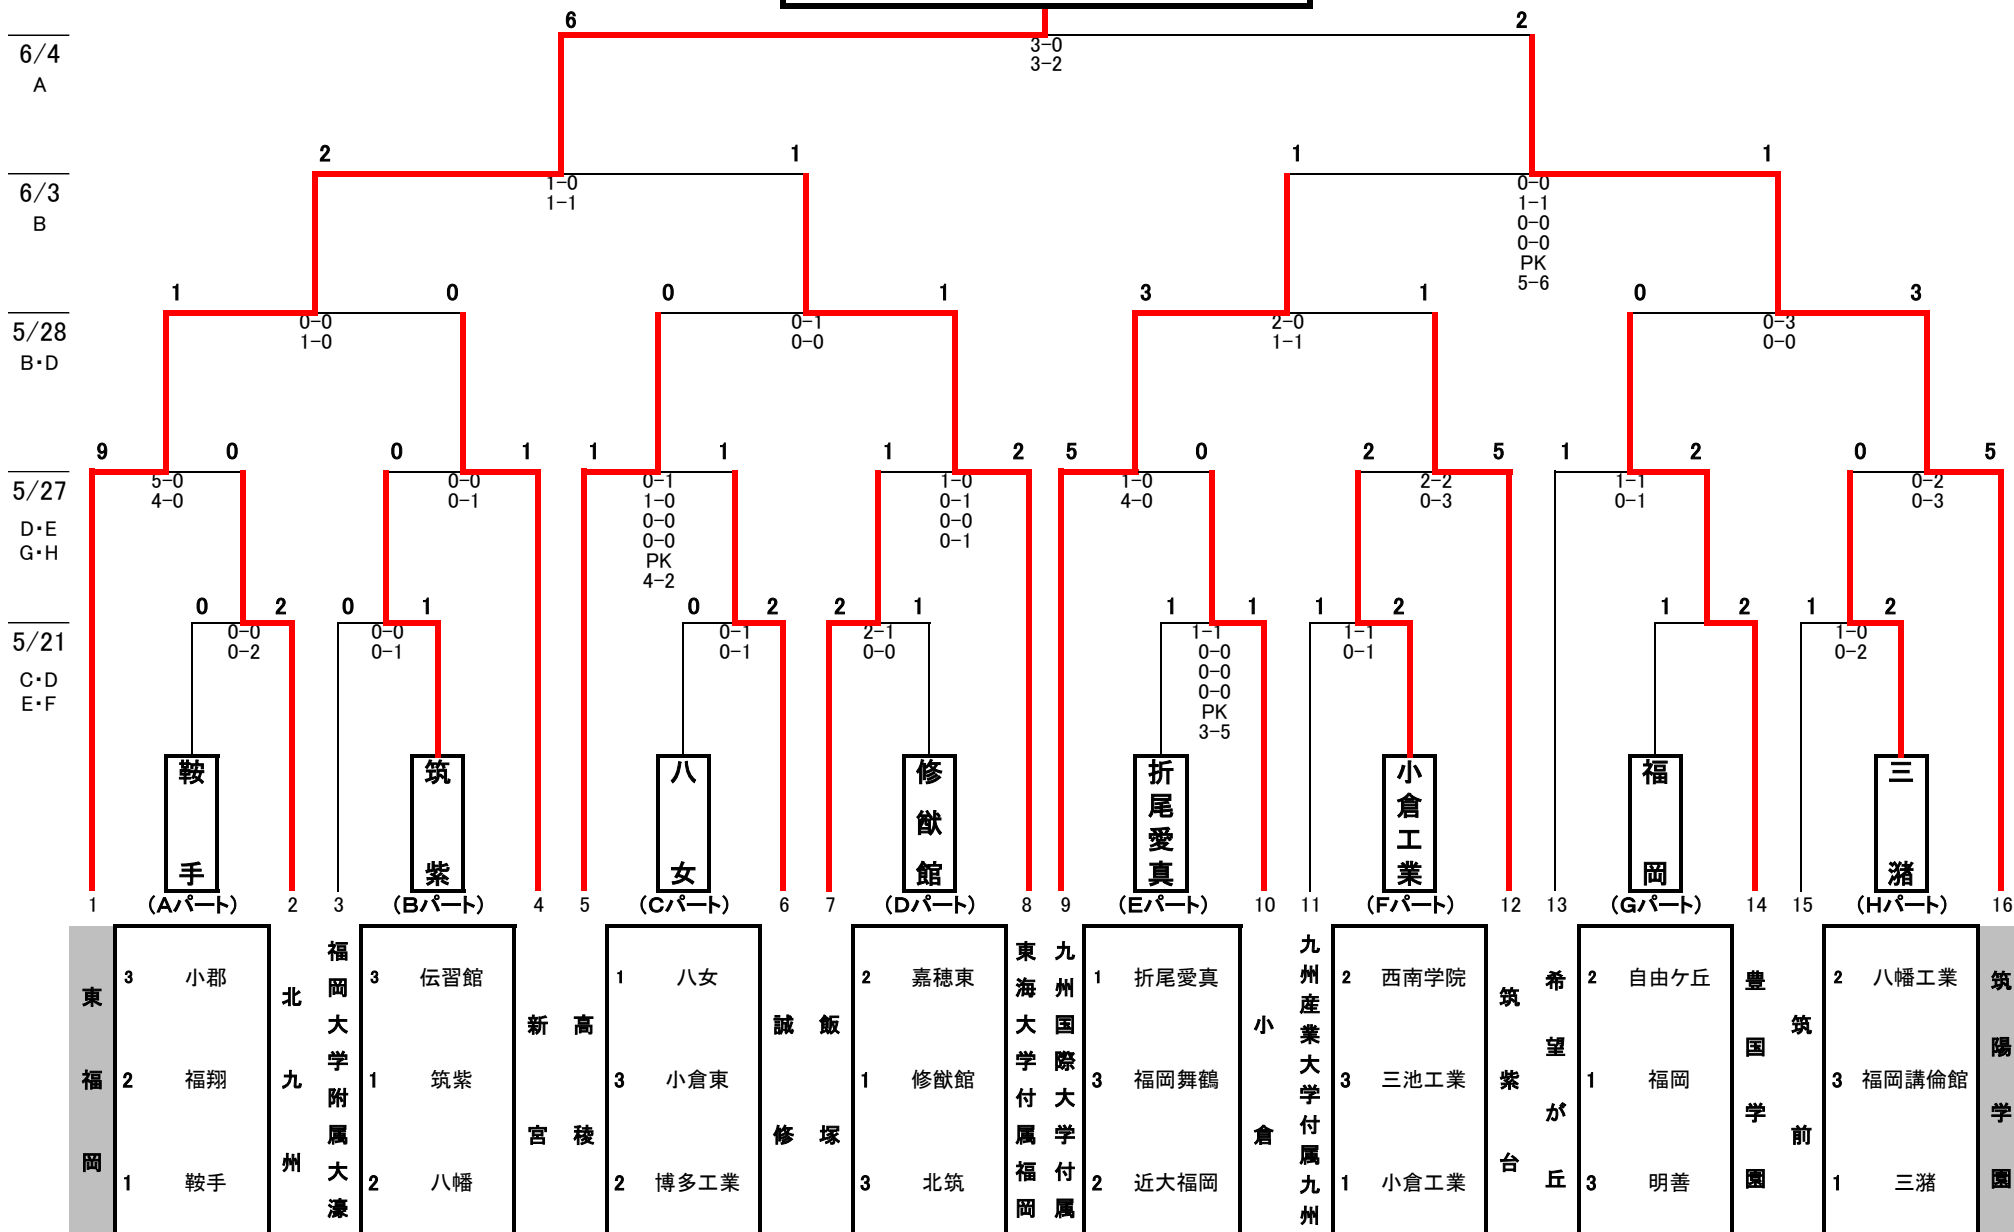 6 2
6/4
A
3-0
3-2
2 1 1 1
6/3
B
1-0
1-1
0-0
1-1
0-0
0-0
PK
5-6
1 0 0 1 3 1 0 3
5/28
B・D
0-0
1-0
0-1
0-0
2-0
1-1
0-3
0-0
9 0 0 1 1 1 1 2 5 0 2 5 1 2 0 5
5/27
D・E
G・H
5-0
4-0
0-0
0-1
0-1
1-0
0-0
0-0
PK
4-2
1-0
0-1
0-0
0-1
1-0
4-0
2-2
0-3
1-1
0-1
0-2
0-3
0 2 0 1 0 2 2 1 1 1 1 2 1 2 1 2
5/21
C・D
E・F
0-0
0-2
0-0
0-1
0-1
0-1
2-1
0-0
1-1
0-0
0-0
0-0
PK
3-5
1-1
0-1
1-0
0-2
鞍手
筑紫
八女
修猷館
折尾愛真
小倉工業
福岡
三潴
1 (Aパート) 2 3 (Bパート) 4 5 (Cパート) 6 7 (Dパート) 8 9 (Eパート) 10 11 (Fパート) 12 13 (Gパート) 14 15 (Hパート) 16
東福岡
3 小郡
2 福翔
1 鞍手
北九州
福岡大学附属大濠
3 伝習館
1 筑紫
2 八幡
新宮
高稜
1 八女
3 小倉東
2 博多工業
誠修
飯塚
2 嘉穂東
1 修猷館
3 北筑
東海大学付属福岡
九州国際大学付属
1 折尾愛真
3 福岡舞鶴
2 近大福岡
小倉
九州産業大学付属九州
2 西南学院
3 三池工業
1 小倉工業
筑紫台
希望が丘
2 自由ケ丘
1 福岡
3 明善
豊国学園
筑前
2 八幡工業
3 福岡講倫館
1 三潴
筑陽学園